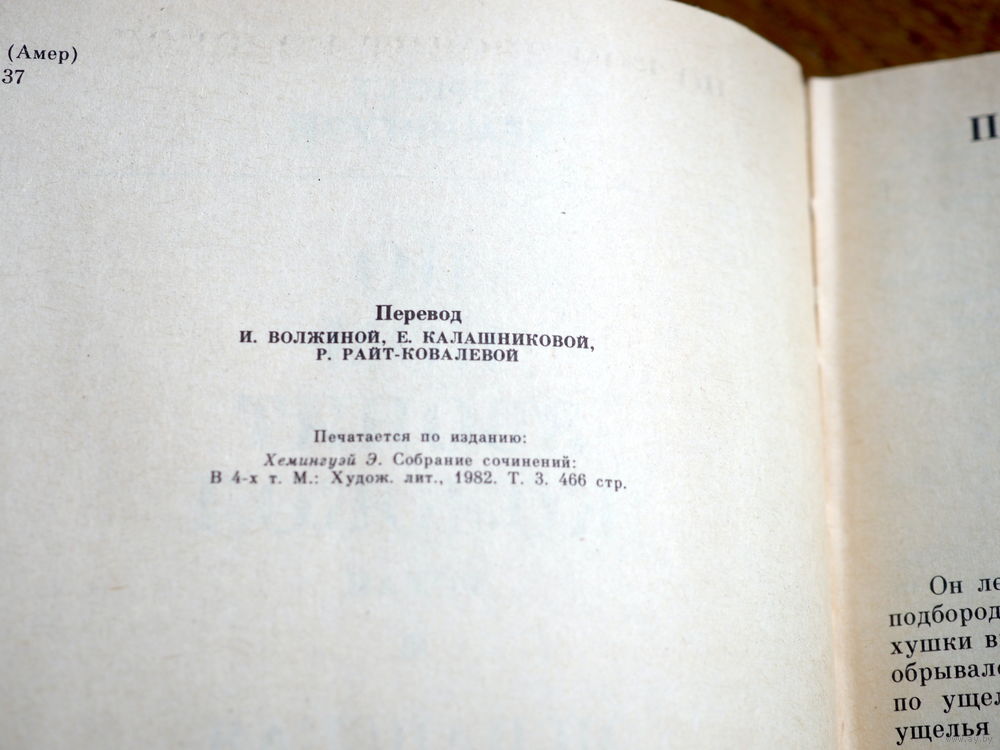 (Амер)
37
Перевод
И. ВОЛЖИНОЙ, Е. КАЛАШНИКОВОЙ,
Р. РАЙТ-КОВАЛЕВОЙ
Печатается по изданию:
Хемингуэй Э. Собрание сочинений:
В 4-х т. М.: Худож. лит., 1982. Т. 3. 466 стр.
П
Он ле
подбород
хушки в
обрывало
по ущел
ущелья